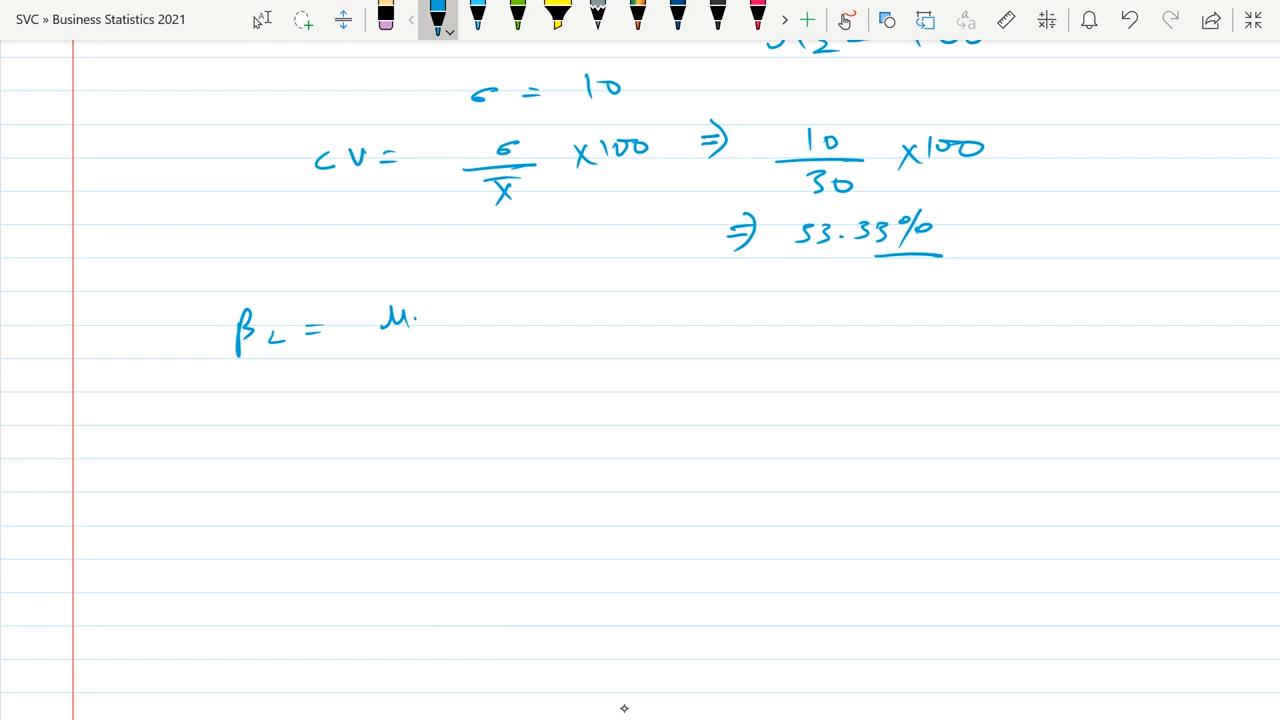 SVC » Business Statistics 2021
σ = 10
CV = σ/x̄ × 100 ⇒ 10/30 × 100
⇒ 33.33%
β₂ = μ.